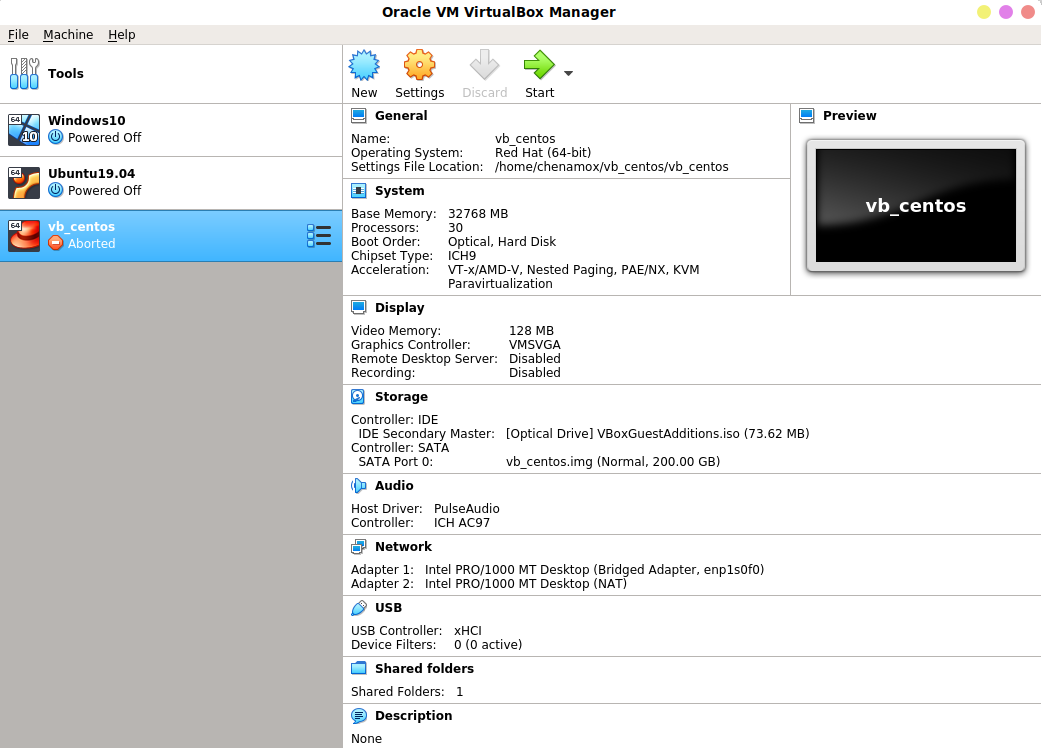 Oracle VM VirtualBox Manager
File Machine Help
Tools
New Settings Discard Start
64 10 Windows10
Powered Off
64 Ubuntu19.04
Powered Off
64 vb_centos
Aborted
General
Name: vb_centos
Operating System: Red Hat (64-bit)
Settings File Location: /home/chenamox/vb_centos/vb_centos
Preview
vb_centos
System
Base Memory: 32768 MB
Processors: 30
Boot Order: Optical, Hard Disk
Chipset Type: ICH9
Acceleration: VT-x/AMD-V, Nested Paging, PAE/NX, KVM
Paravirtualization
Display
Video Memory: 128 MB
Graphics Controller: VMSVGA
Remote Desktop Server: Disabled
Recording: Disabled
Storage
Controller: IDE
IDE Secondary Master: [Optical Drive] VBoxGuestAdditions.iso (73.62 MB)
Controller: SATA
SATA Port 0: vb_centos.img (Normal, 200.00 GB)
Audio
Host Driver: PulseAudio
Controller: ICH AC97
Network
Adapter 1: Intel PRO/1000 MT Desktop (Bridged Adapter, enp1s0f0)
Adapter 2: Intel PRO/1000 MT Desktop (NAT)
USB
USB Controller: xHCI
Device Filters: 0 (0 active)
Shared folders
Shared Folders: 1
Description
None